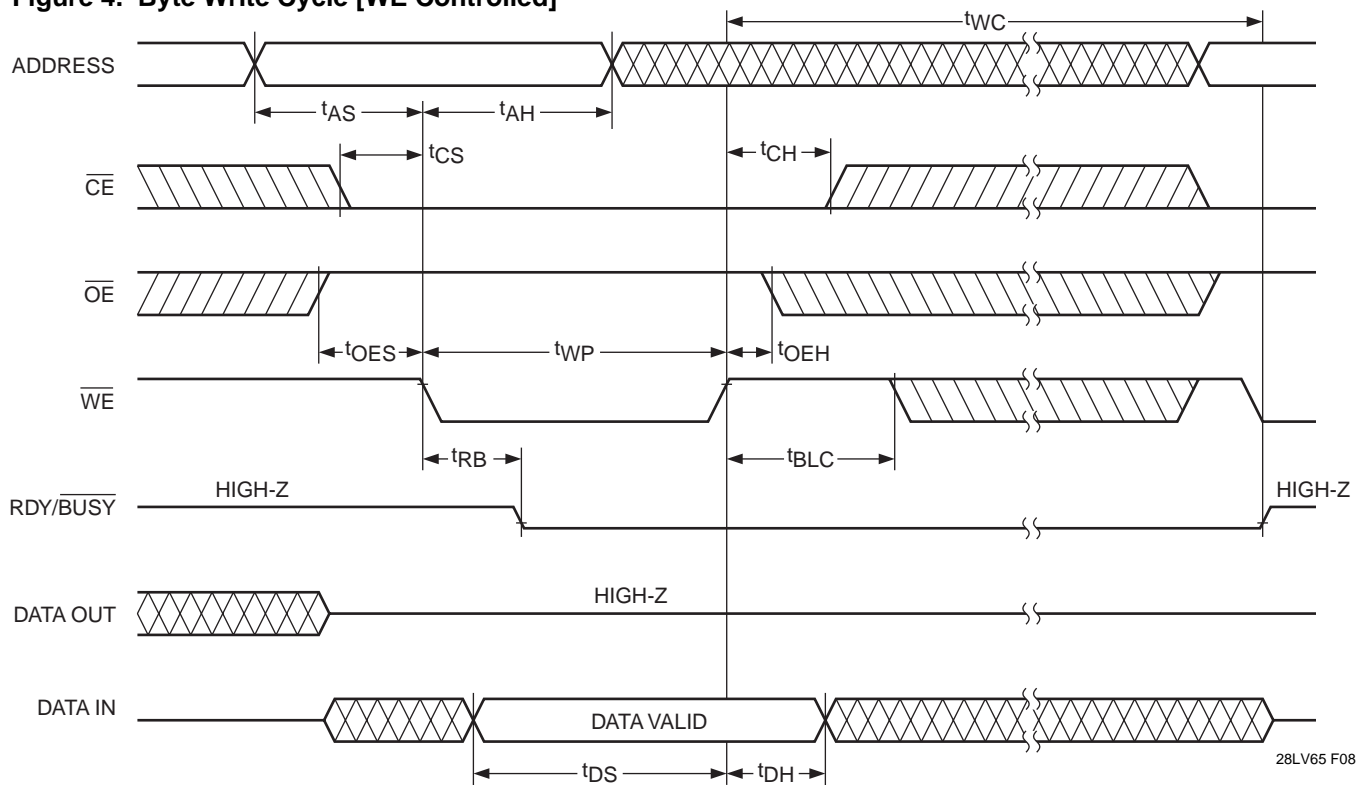 Figure 4. Byte Write Cycle [WE Controlled]
tWC
ADDRESS
tAS
tAH
tCS
tCH
CE
OE
tOES
tWP
tOEH
WE
tRB
tBLC
HIGH-Z
HIGH-Z
RDY/BUSY
HIGH-Z
DATA OUT
DATA IN
DATA VALID
28LV65 F08
tDS
tDH